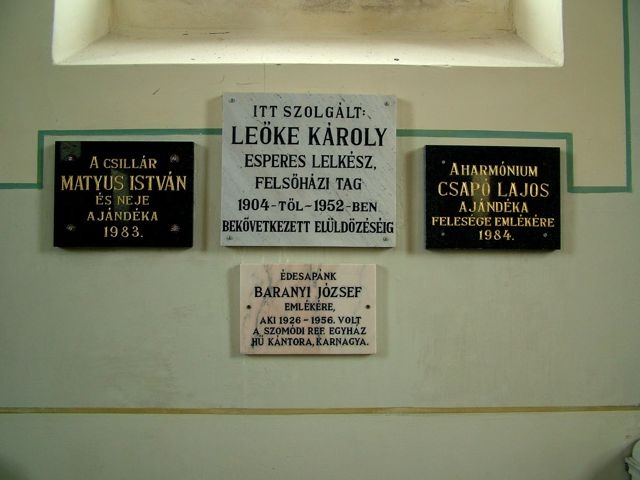 A CSILLÁR
MATYUS ISTVÁN
ÉS NEJE
AJÁNDÉKA
1983.
ITT SZOLGÁLT:
LEŐKE KÁROLY
ESPERES LELKÉSZ,
FELSŐHÁZI TAG
1904-TŐL-1952-BEN
BEKÖVETKEZETT ELÜLDÖZÉSÉIG
A HARMÓNIUM
CSAPÓ LAJOS
AJÁNDÉKA
FELESÉGE EMLÉKÉRE
1984.
ÉDESAPÁNK
BARANYI JÓZSEF
EMLÉKÉRE,
AKI 1926-1956. VOLT
A SZOMÓDI REF. EGYHÁZ
HŰ KÁNTORA, KARNAGYA.